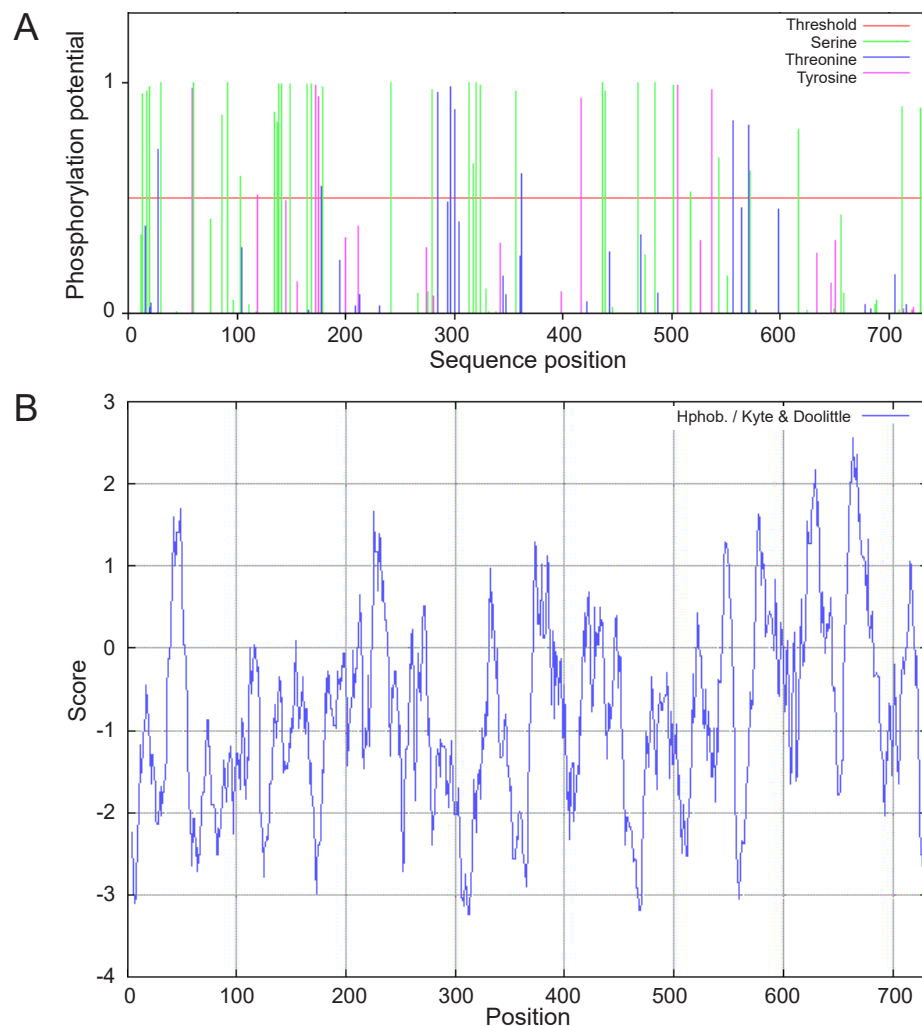 A
Phosphorylation potential
1
0
Threshold
Serine
Threonine
Tyrosine
0 100 200 300 400 500 600 700
Sequence position
B
Score
3
2
1
0
-1
-2
-3
-4
Hphob. / Kyte & Doolittle
0 100 200 300 400 500 600 700
Position